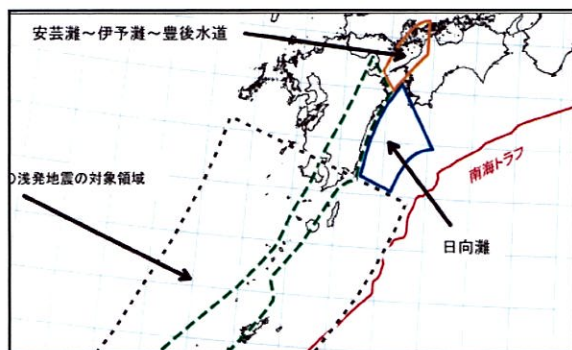 安芸灘～伊予灘～豊後水道
の浅発地震の対象領域
南海トラフ
日向灘